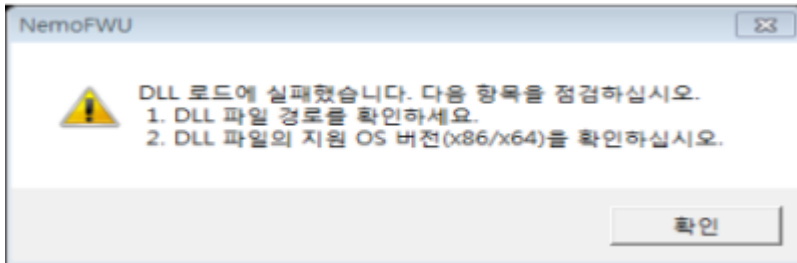 NemoFWU
DLL 로드에 실패했습니다. 다음 항목을 점검하십시오.
1. DLL 파일 경로를 확인하세요.
2. DLL 파일의 지원 OS 버전(x86/x64)을 확인하십시오.
확인